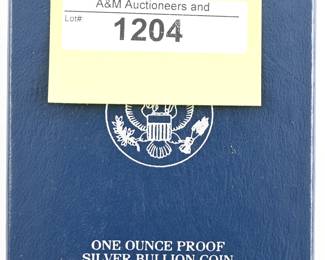 A&M Auctioneers and
Lot#
1204
ONE OUNCE PROOF
SILVER BULLION COIN